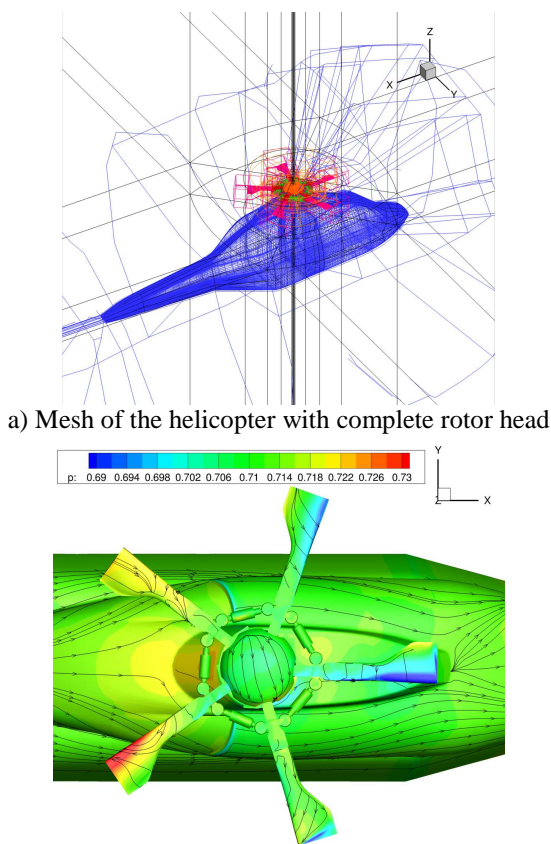 Z
X
Y
a) Mesh of the helicopter with complete rotor head
p: 0.69 0.694 0.698 0.702 0.706 0.71 0.714 0.718 0.722 0.726 0.73
Y
Z X